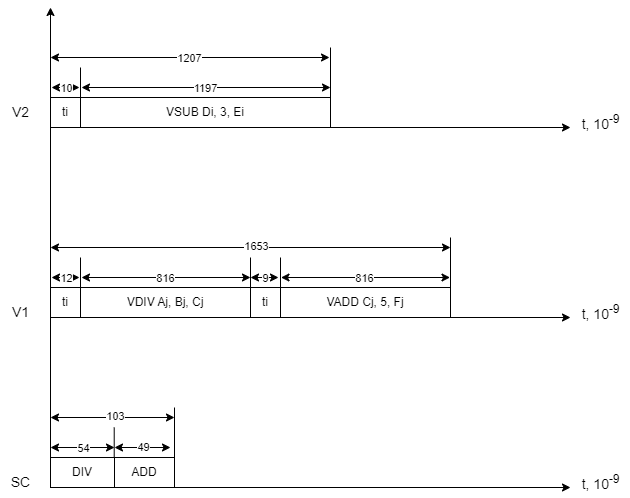 1207
10 1197
V2 ti VSUB Di, 3, Ei
t, 10-9
1653
12 816 9 816
V1 ti VDIV Aj, Bj, Cj ti VADD Cj, 5, Fj
t, 10-9
103
54 49
SC DIV ADD
t, 10-9